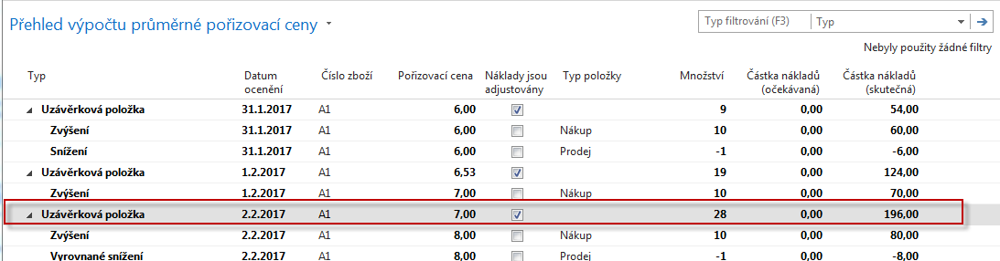 Přehled výpočtu průměrné pořizovací ceny
Typ filtrování (F3) Typ
Nebyly použity žádné filtry
Typ Datum ocenění Číslo zboží Pořizovací cena Náklady jsou adjustovány Typ položky Množství Částka nákladů (očekávaná) Částka nákladů (skutečná)
Uzávěrková položka 31.1.2017 A1 6,00 9 0,00 54,00
Zvýšení 31.1.2017 A1 6,00 Nákup 10 0,00 60,00
Snížení 31.1.2017 A1 6,00 Prodej -1 0,00 -6,00
Uzávěrková položka 1.2.2017 A1 6,53 19 0,00 124,00
Zvýšení 1.2.2017 A1 7,00 Nákup 10 0,00 70,00
Uzávěrková položka 2.2.2017 A1 7,00 28 0,00 196,00
Zvýšení 2.2.2017 A1 8,00 Nákup 10 0,00 80,00
Vyrovnané snížení 2.2.2017 A1 8,00 Prodej -1 0,00 -8,00